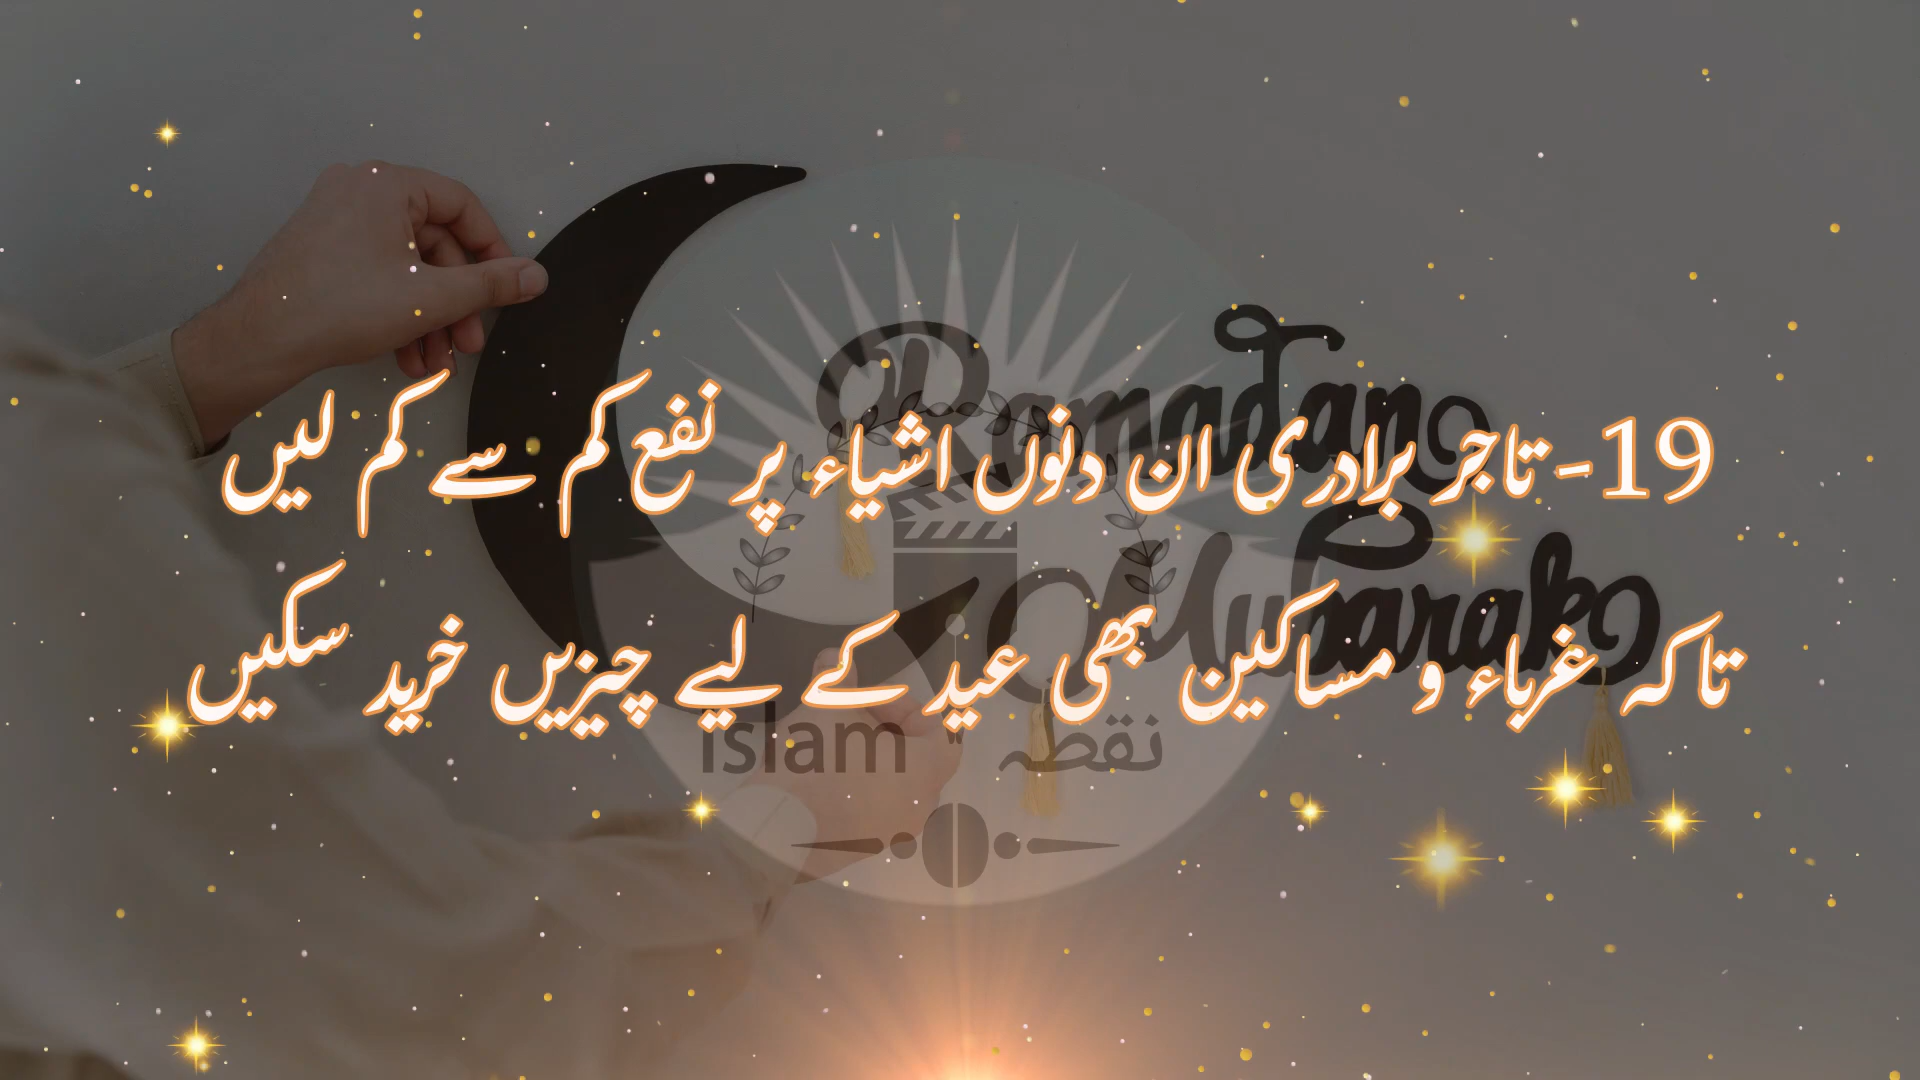 19-تاجر برادری ان دنوں اشیاء پر نفع کم سے کم لیں
تاکہ غرباء و مساکین بھی عید کے لیے چیزیں خرید سکیں
Ramadan
Mubarak
islam نقطہ